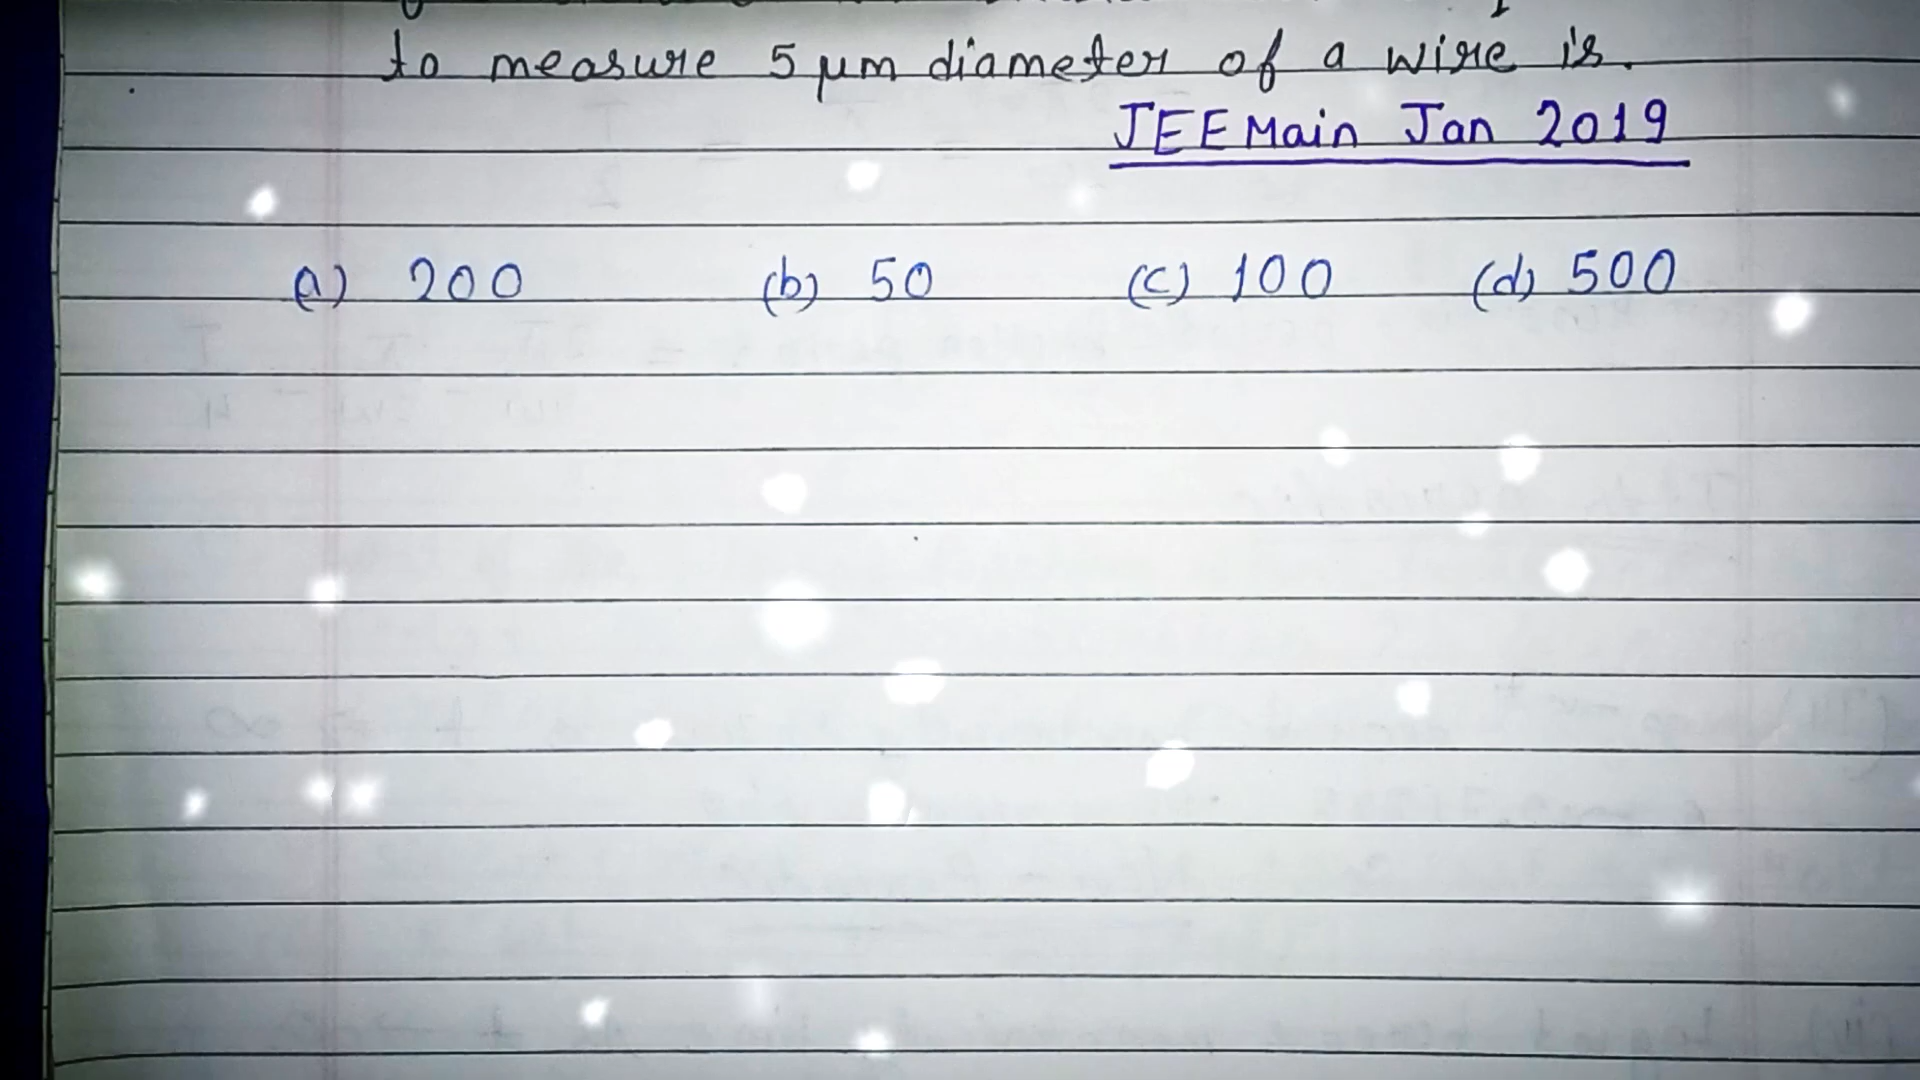 to measure 5 μm diameter of a wire is.
JEE Main Jan 2019
(a) 200 (b) 50 (c) 100 (d) 500